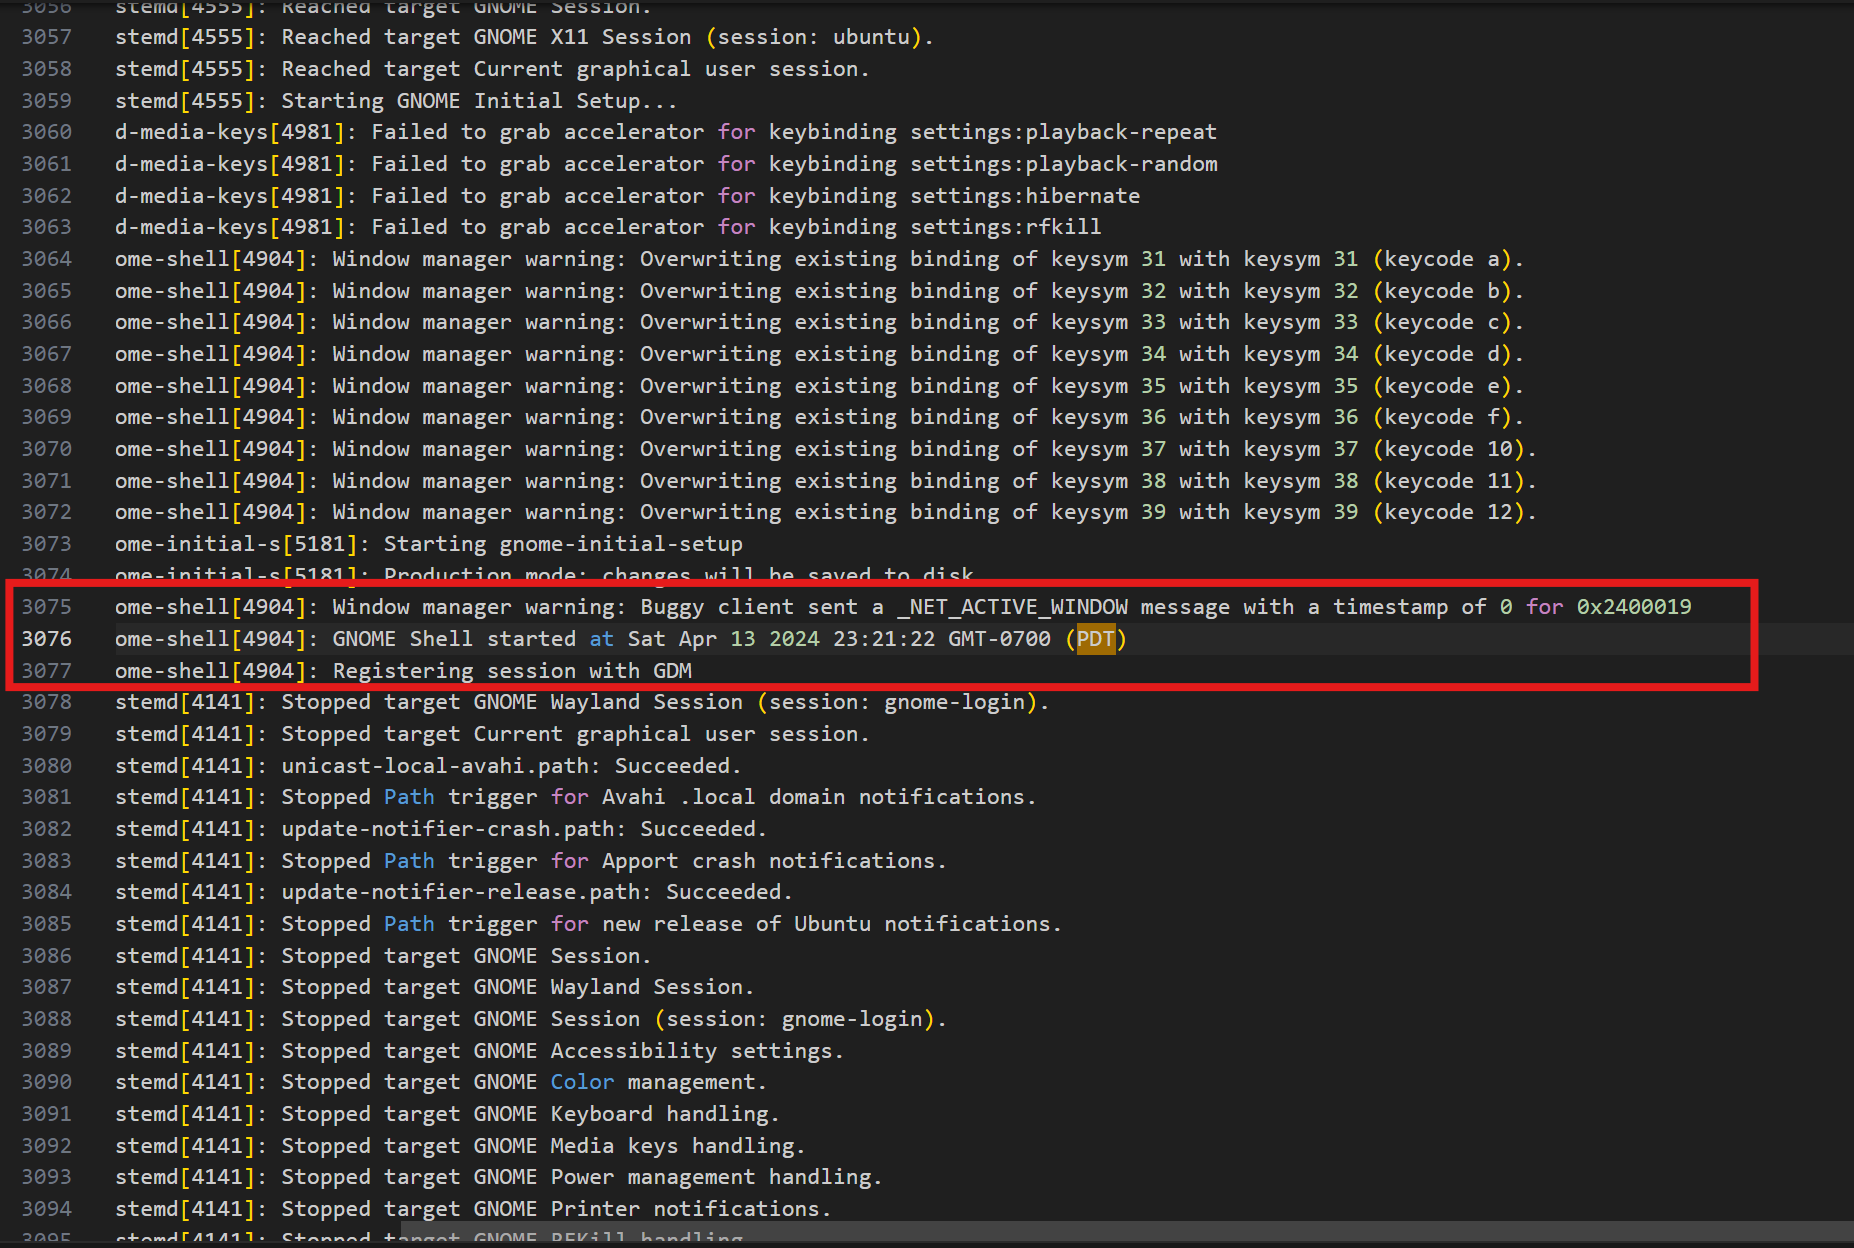 3056 stemd[4555]: Reached target GNOME Session.
3057 stemd[4555]: Reached target GNOME X11 Session (session: ubuntu).
3058 stemd[4555]: Reached target Current graphical user session.
3059 stemd[4555]: Starting GNOME Initial Setup...
3060 d-media-keys[4981]: Failed to grab accelerator for keybinding settings:playback-repeat
3061 d-media-keys[4981]: Failed to grab accelerator for keybinding settings:playback-random
3062 d-media-keys[4981]: Failed to grab accelerator for keybinding settings:hibernate
3063 d-media-keys[4981]: Failed to grab accelerator for keybinding settings:rfkill
3064 ome-shell[4904]: Window manager warning: Overwriting existing binding of keysym 31 with keysym 31 (keycode a).
3065 ome-shell[4904]: Window manager warning: Overwriting existing binding of keysym 32 with keysym 32 (keycode b).
3066 ome-shell[4904]: Window manager warning: Overwriting existing binding of keysym 33 with keysym 33 (keycode c).
3067 ome-shell[4904]: Window manager warning: Overwriting existing binding of keysym 34 with keysym 34 (keycode d).
3068 ome-shell[4904]: Window manager warning: Overwriting existing binding of keysym 35 with keysym 35 (keycode e).
3069 ome-shell[4904]: Window manager warning: Overwriting existing binding of keysym 36 with keysym 36 (keycode f).
3070 ome-shell[4904]: Window manager warning: Overwriting existing binding of keysym 37 with keysym 37 (keycode 10).
3071 ome-shell[4904]: Window manager warning: Overwriting existing binding of keysym 38 with keysym 38 (keycode 11).
3072 ome-shell[4904]: Window manager warning: Overwriting existing binding of keysym 39 with keysym 39 (keycode 12).
3073 ome-initial-s[5181]: Starting gnome-initial-setup
3074 ome-initial-s[5181]: Production mode: changes will be saved to disk
3075 ome-shell[4904]: Window manager warning: Buggy client sent a _NET_ACTIVE_WINDOW message with a timestamp of 0 for 0x2400019
3076 ome-shell[4904]: GNOME Shell started at Sat Apr 13 2024 23:21:22 GMT-0700 (PDT)
3077 ome-shell[4904]: Registering session with GDM
3078 stemd[4141]: Stopped target GNOME Wayland Session (session: gnome-login).
3079 stemd[4141]: Stopped target Current graphical user session.
3080 stemd[4141]: unicast-local-avahi.path: Succeeded.
3081 stemd[4141]: Stopped Path trigger for Avahi .local domain notifications.
3082 stemd[4141]: update-notifier-crash.path: Succeeded.
3083 stemd[4141]: Stopped Path trigger for Apport crash notifications.
3084 stemd[4141]: update-notifier-release.path: Succeeded.
3085 stemd[4141]: Stopped Path trigger for new release of Ubuntu notifications.
3086 stemd[4141]: Stopped target GNOME Session.
3087 stemd[4141]: Stopped target GNOME Wayland Session.
3088 stemd[4141]: Stopped target GNOME Session (session: gnome-login).
3089 stemd[4141]: Stopped target GNOME Accessibility settings.
3090 stemd[4141]: Stopped target GNOME Color management.
3091 stemd[4141]: Stopped target GNOME Keyboard handling.
3092 stemd[4141]: Stopped target GNOME Media keys handling.
3093 stemd[4141]: Stopped target GNOME Power management handling.
3094 stemd[4141]: Stopped target GNOME Printer notifications.
3095 stemd[4141]: Stopped target GNOME RFKill handling